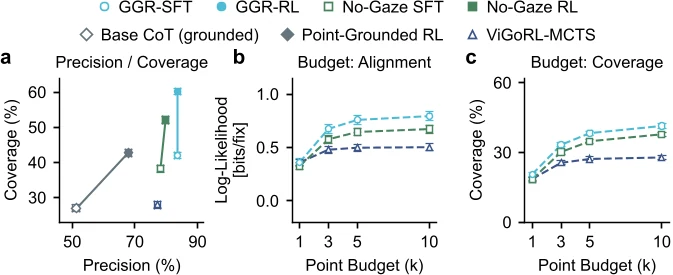 GGR-SFT GGR-RL No-Gaze SFT No-Gaze RL
Base CoT (grounded) Point-Grounded RL ViGoRL-MCTS
a Precision / Coverage b Budget: Alignment c Budget: Coverage
Coverage (%)
60
50
40
30
50 70 90
Precision (%)
Log-Likelihood
[bits/fix]
1.0
0.5
0.0
1 3 5 10
Point Budget (k)
Coverage (%)
60
30
0
1 3 5 10
Point Budget (k)